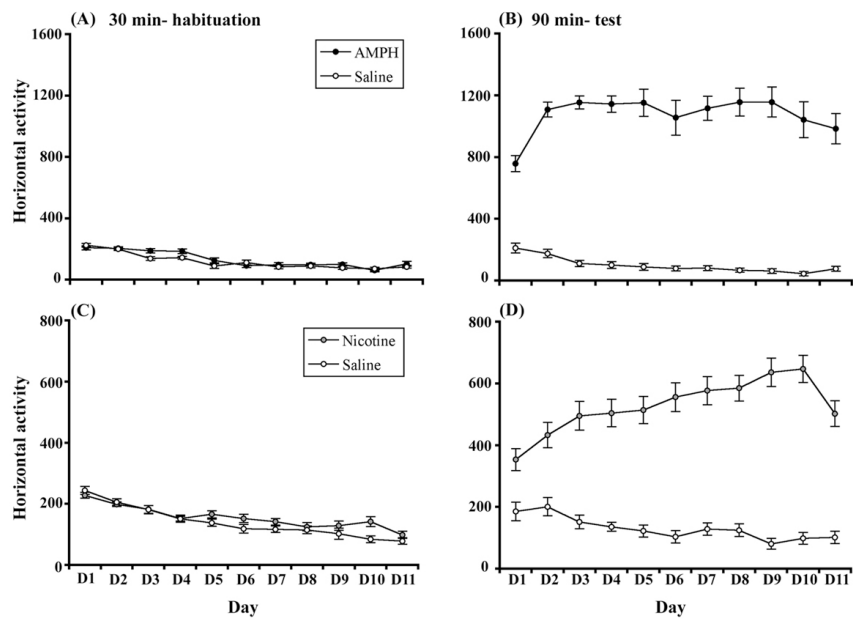 (A) 30 min- habituation
(B) 90 min- test
1600
1200
800
400
0
Horizontal activity
AMPH
Saline
1600
1200
800
400
0
(C)
(D)
800
600
400
200
0
Horizontal activity
Nicotine
Saline
800
600
400
200
0
D1 D2 D3 D4 D5 D6 D7 D8 D9 D10 D11
D1 D2 D3 D4 D5 D6 D7 D8 D9 D10 D11
Day
Day